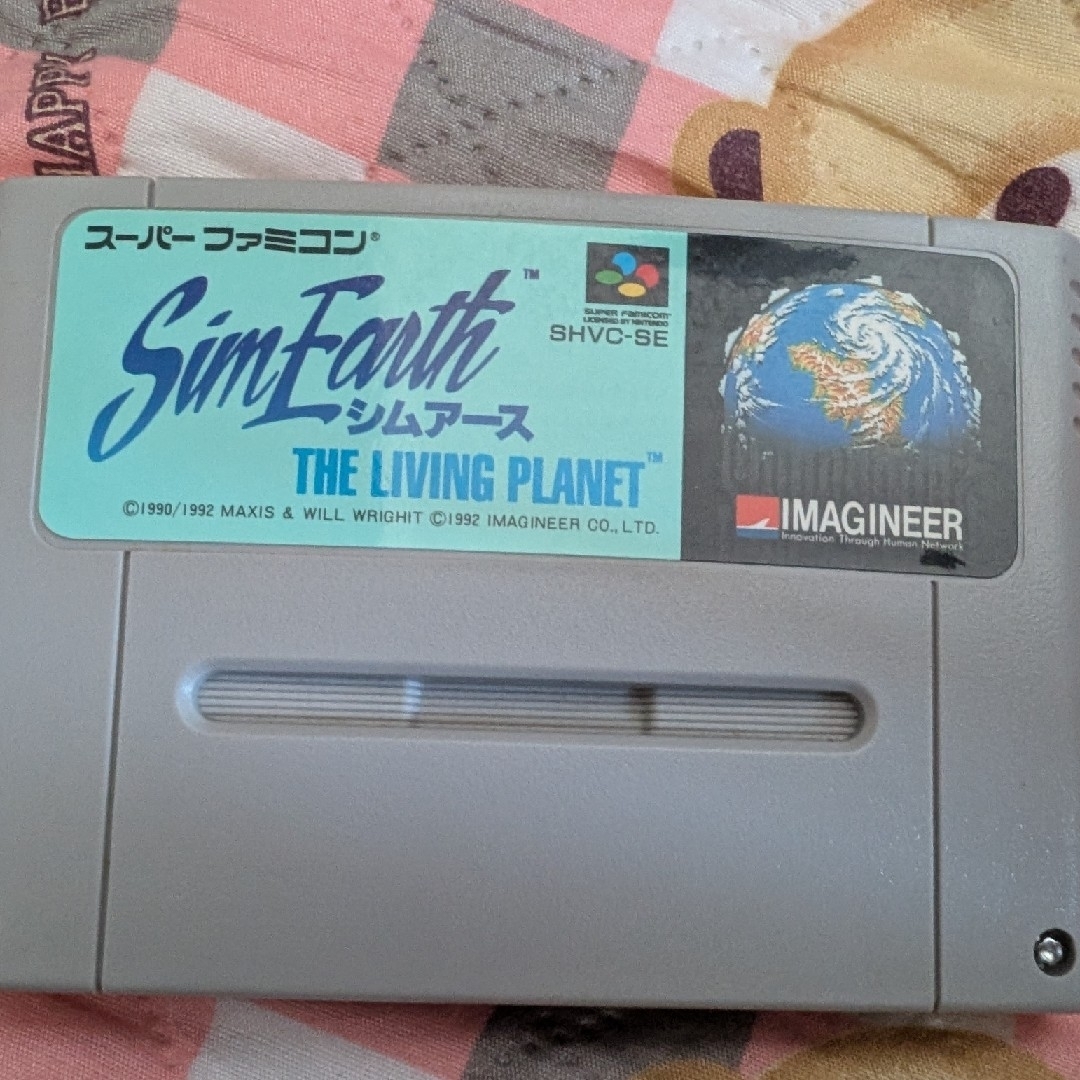 HAPPY
スーパーファミコン®
SimEarth™
シムアース
THE LIVING PLANET™
©1990/1992 MAXIS & WILL WRIGHIT ©1992 IMAGINEER CO., LTD.
SUPER FAMICOM
LICENSED BY NINTENDO
SHVC-SE
IMAGINEER
Innovation Through Human Network